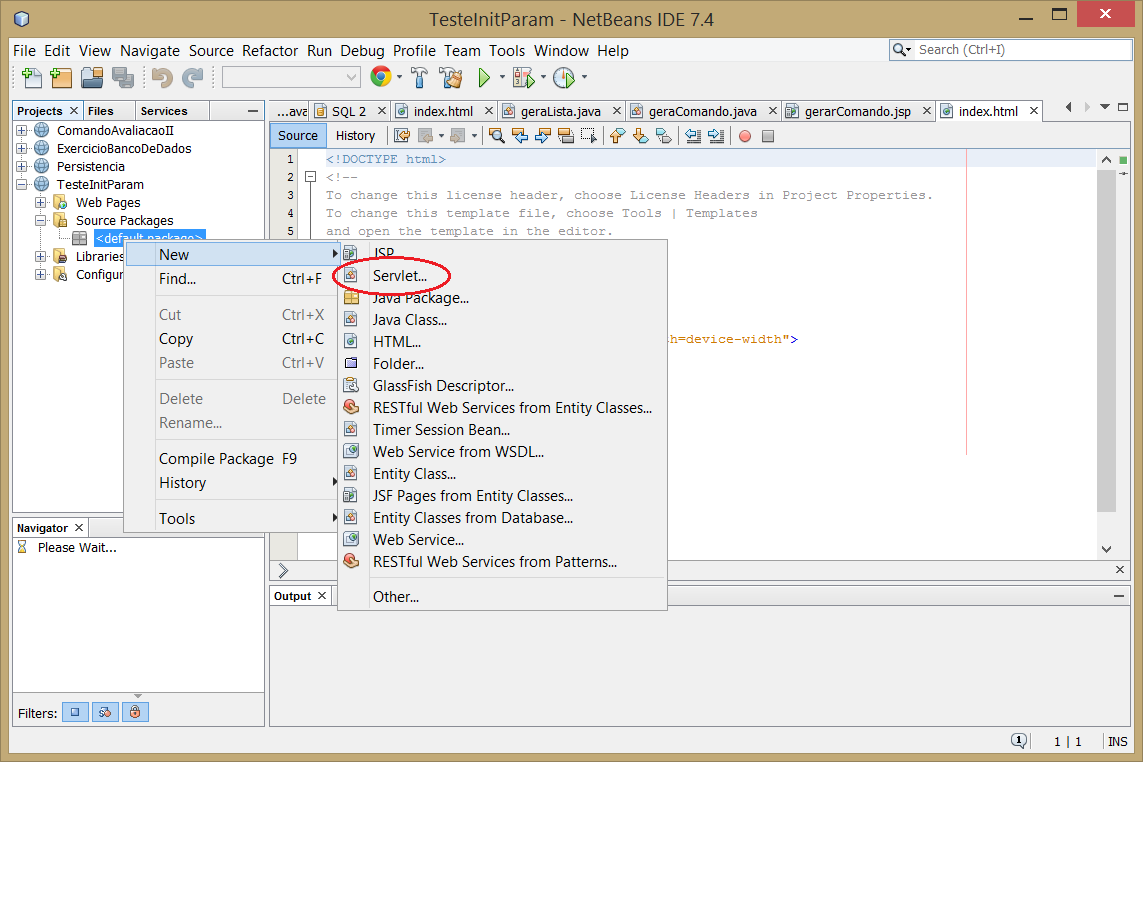 TesteInitParam - NetBeans IDE 7.4
File Edit View Navigate Source Refactor Run Debug Profile Team Tools Window Help
Search (Ctrl+I)
Projects Files Services
...ava SQL 2 index.html geraLista.java geraComando.java gerarComando.jsp index.html
Source History
ComandoAvaliacaoII
ExercicioBancoDeDados
Persistencia
TesteInitParam
Web Pages
Source Packages
<default package>
Libraries
Configur
1 <!DOCTYPE html>
2 <!--
3 To change this license header, choose License Headers in Project Properties.
4 To change this template file, choose Tools | Templates
5 and open the template in the editor.
h=device-width">
New
Find... Ctrl+F
Cut Ctrl+X
Copy Ctrl+C
Paste Ctrl+V
Delete Delete
Rename...
Compile Package F9
History
Tools
JSP
Servlet...
Java Package...
Java Class...
HTML...
Folder...
GlassFish Descriptor...
RESTful Web Services from Entity Classes...
Timer Session Bean...
Web Service from WSDL...
Entity Class...
JSF Pages from Entity Classes...
Entity Classes from Database...
Web Service...
RESTful Web Services from Patterns...
Other...
Navigator
Please Wait...
Filters:
Output
1 1 | 1 INS